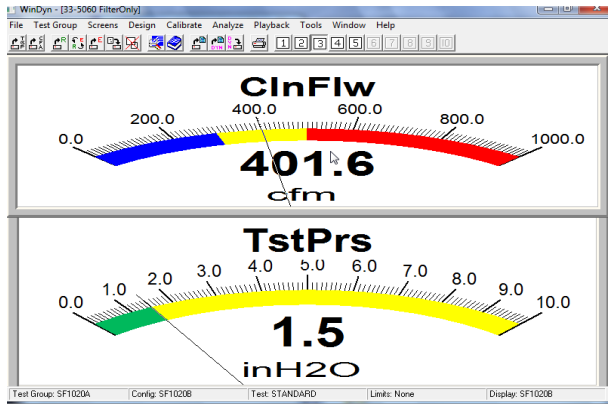 WinDyn - [33-5060 FilterOnly]
File Test Group Screens Design Calibrate Analyze Playback Tools Window Help
1 2 3 4 5 6 7 8 9 10
ClnFlw
0.0 200.0 400.0 600.0 800.0 1000.0
401.6
cfm
TstPrs
0.0 1.0 2.0 3.0 4.0 5.0 6.0 7.0 8.0 9.0 10.0
1.5
inH2O
Test Group: SF1020A Config: SF1020B Test: STANDARD Limits: None Display: SF1020B